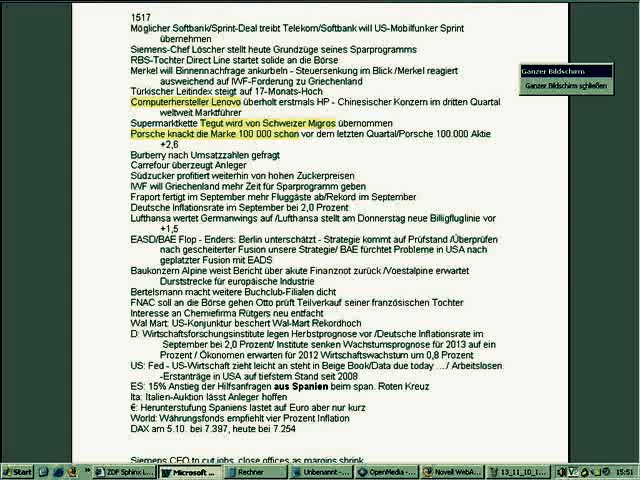 1517
Möglicher Softbank/Sprint-Deal treibt Telekom/Softbank will US-Mobilfunker Sprint
übernehmen
Siemens-Chef Löscher stellt heute Grundzüge seines Sparprogramms
RBS-Tochter Direct Line startet solide an die Börse
Merkel will Binnennachfrage ankurbeln - Steuersenkung im Blick /Merkel reagiert
ausweichend auf IWF-Forderung zu Griechenland
Türkischer Leitindex steigt auf 17-Monats-Hoch
Computerhersteller Lenovo überholt erstmals HP - Chinesischer Konzern im dritten Quartal
weltweit Marktführer
Supermarktkette Tegut wird von Schweizer Migros übernommen
Porsche knackt die Marke 100 000 schon vor dem letzten Quartal/Porsche 100.000 Aktie
+2,6
Burberry nach Umsatzzahlen gefragt
Carrefour überzeugt Anleger
Südzucker profitiert weiterhin von hohen Zuckerpreisen
IWF will Griechenland mehr Zeit für Sparprogramm geben
Fraport fertigt im September mehr Fluggäste ab/Rekord im September
Deutsche Inflationsrate im September bei 2,0 Prozent
Lufthansa wertet Germanwings auf /Lufthansa stellt am Donnerstag neue Billigfluglinie vor
+1,5
EASD/BAE Flop - Enders: Berlin unterschätzt - Strategie kommt auf Prüfstand /Überprüfen
nach gescheiterter Fusion unsere Strategie/ BAE fürchtet Probleme in USA nach
geplatzter Fusion mit EADS
Baukonzern Alpine weist Bericht über akute Finanznot zurück /Voestalpine erwartet
Durststrecke für europäische Industrie
Bertelsmann macht weitere Buchclub-Filialen dicht
FNAC soll an die Börse gehen Otto prüft Teilverkauf seiner französischen Tochter
Interesse an Chemiefirma Rütgers neu entfacht
Wal Mart: US-Konjunktur beschert Wal-Mart Rekordhoch
D: Wirtschaftsforschungsinstitute legen Herbstprognose vor /Deutsche Inflationsrate im
September bei 2,0 Prozent/ Institute senken Wachstumsprognose für 2013 auf ein
Prozent / Ökonomen erwarten für 2012 Wirtschaftswachstum um 0,8 Prozent
US: Fed - US-Wirtschaft zieht leicht an steht in Beige Book/Data due today .../ Arbeitslosen
-Erstanträge in USA auf tiefstem Stand seit 2008
ES: 15% Anstieg der Hilfsanfragen aus Spanien beim span. Roten Kreuz
Ita: Italien-Auktion lässt Anleger hoffen
€: Herunterstufung Spaniens lastet auf Euro aber nur kurz
World: Währungsfonds empfiehlt vier Prozent Inflation
DAX am 5.10. bei 7.397, heute bei 7.254
Siemens CEO to cut jobs, close offices as margins shrink
Ganzer Bildschirm
Ganzer Bildschirm schließen
Start
ZDF Sphinx L...
Microsoft ...
Rechner
Unbenannt -...
OpenMedia -...
Novell WebA...
13_11_10_1...
15:51